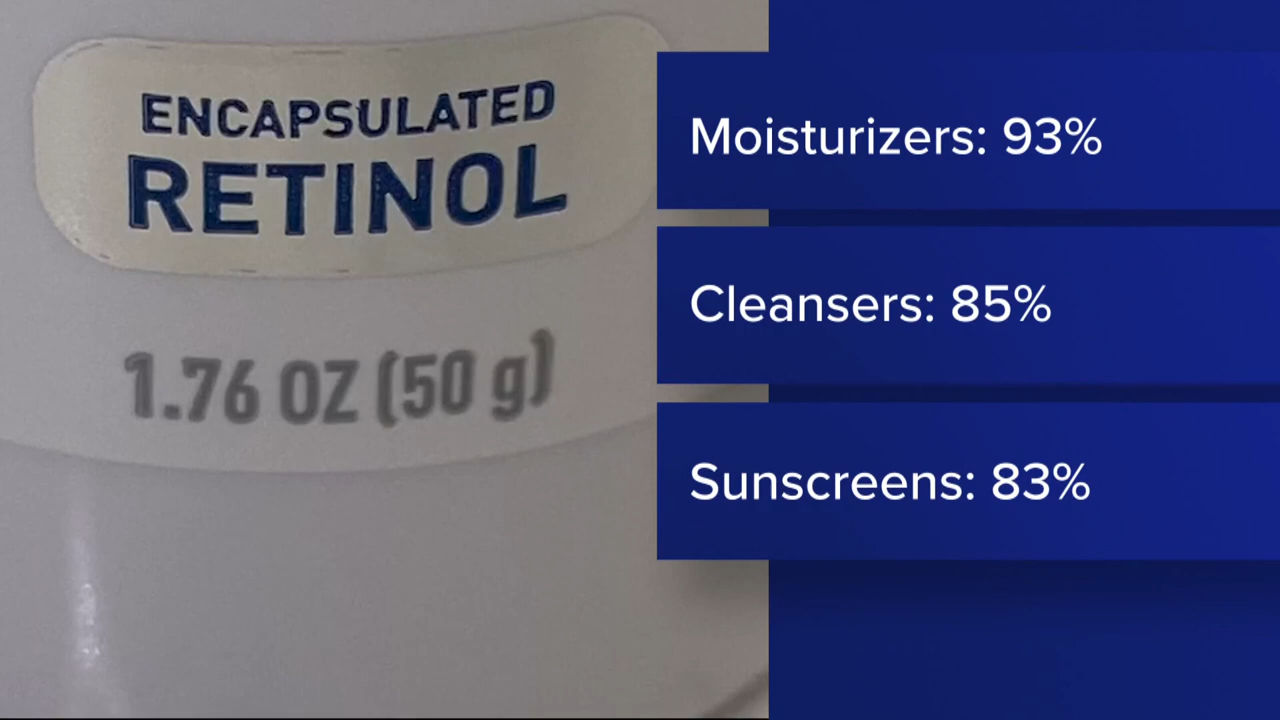 ENCAPSULATED
RETINOL
1.76 OZ (50 g)
Moisturizers: 93%
Cleansers: 85%
Sunscreens: 83%